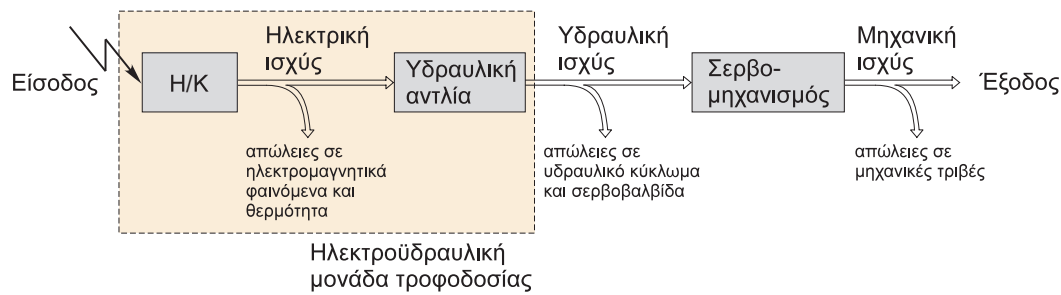 Είσοδος
Η/Κ
Ηλεκτρική
ισχύς
απώλειες σε
ηλεκτρομαγνητικά
φαινόμενα και
θερμότητα
Υδραυλική
αντλία
Ηλεκτροϋδραυλική
μονάδα τροφοδοσίας
Υδραυλική
ισχύς
απώλειες σε
υδραυλικό κύκλωμα
και σερβοβαλβίδα
Σερβο-
μηχανισμός
Μηχανική
ισχύς
απώλειες σε
μηχανικές τριβές
Έξοδος